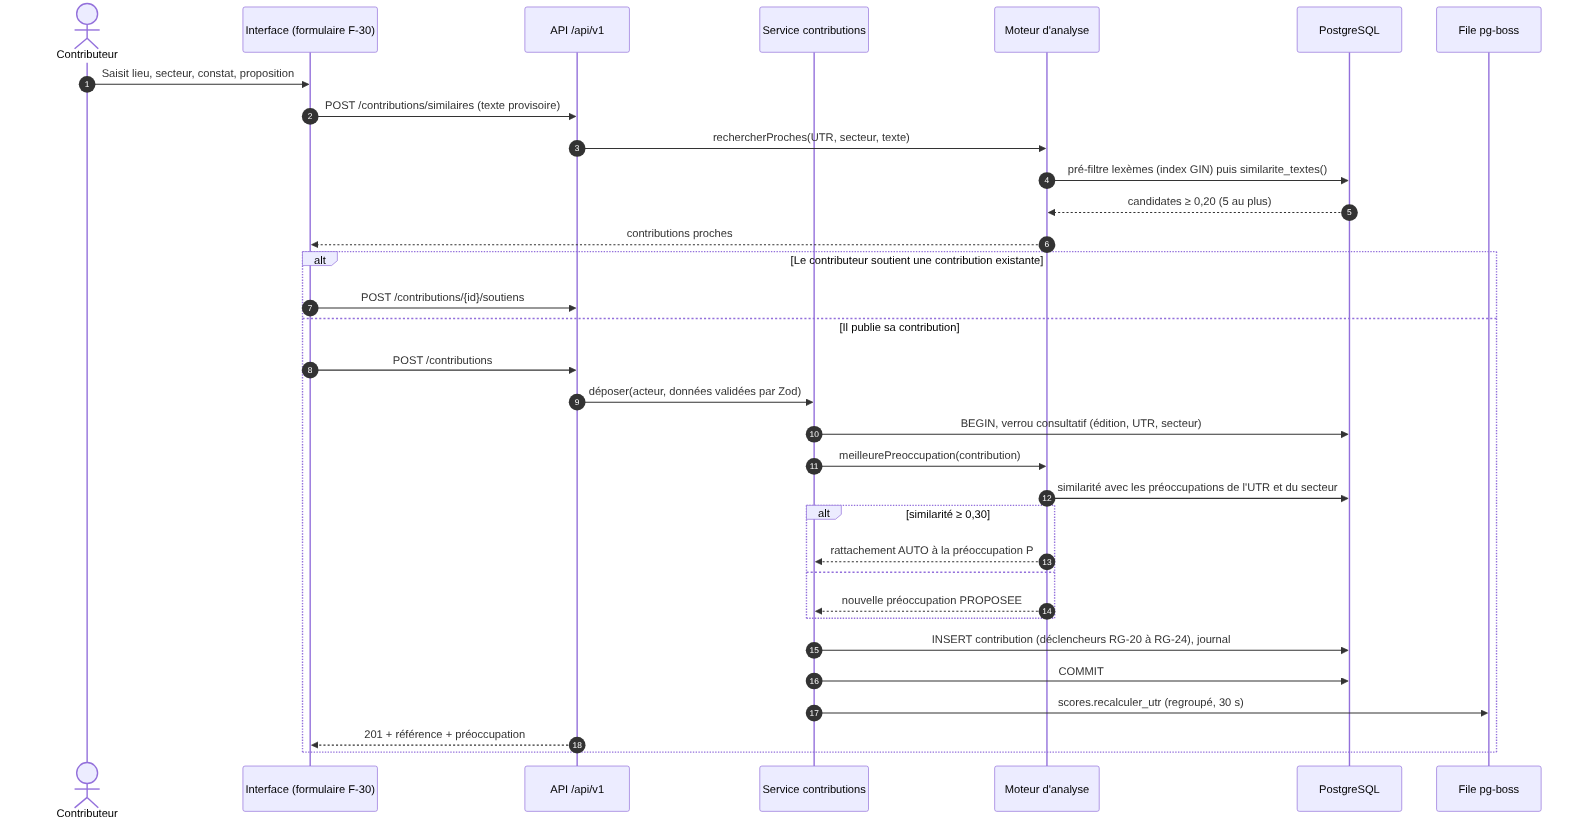 Contributeur
Interface (formulaire F-30)
API /api/v1
Service contributions
Moteur d'analyse
PostgreSQL
File pg-boss
1 Saisit lieu, secteur, constat, proposition
2 POST /contributions/similaires (texte provisoire)
3 rechercherProches(UTR, secteur, texte)
4 pré-filtre lexèmes (index GIN) puis similarite_textes()
candidates ≥ 0,20 (5 au plus) 5
contributions proches 6
alt [Le contributeur soutient une contribution existante]
7 POST /contributions/{id}/soutiens
[Il publie sa contribution]
8 POST /contributions
9 déposer(acteur, données validées par Zod)
10 BEGIN, verrou consultatif (édition, UTR, secteur)
11 meilleurePreoccupation(contribution)
12 similarité avec les préoccupations de l'UTR et du secteur
alt [similarité ≥ 0,30]
rattachement AUTO à la préoccupation P 13
nouvelle préoccupation PROPOSEE 14
15 INSERT contribution (déclencheurs RG-20 à RG-24), journal
16 COMMIT
17 scores.recalculer_utr (regroupé, 30 s)
201 + référence + préoccupation 18
Contributeur
Interface (formulaire F-30)
API /api/v1
Service contributions
Moteur d'analyse
PostgreSQL
File pg-boss